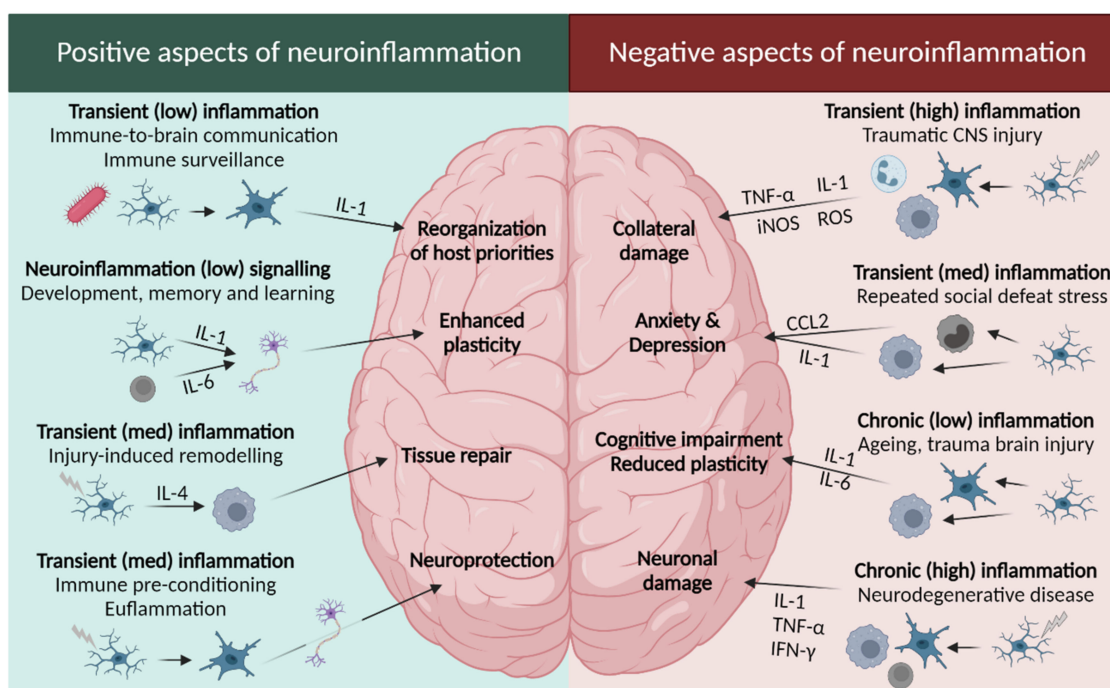 Positive aspects of neuroinflammation
Transient (low) inflammation
Immune-to-brain communication
Immune surveillance
IL-1
Reorganization
of host priorities
Neuroinflammation (low) signalling
Development, memory and learning
IL-1
IL-6
Enhanced
plasticity
Transient (med) inflammation
Injury-induced remodelling
IL-4
Tissue repair
Transient (med) inflammation
Immune pre-conditioning
Euflammation
Neuroprotection
Negative aspects of neuroinflammation
Transient (high) inflammation
Traumatic CNS injury
TNF-α IL-1
iNOS ROS
Collateral
damage
Transient (med) inflammation
Repeated social defeat stress
CCL2
IL-1
Anxiety &
Depression
Chronic (low) inflammation
Ageing, trauma brain injury
IL-1
IL-6
Cognitive impairment
Reduced plasticity
Chronic (high) inflammation
Neurodegenerative disease
IL-1
TNF-α
IFN-γ
Neuronal
damage